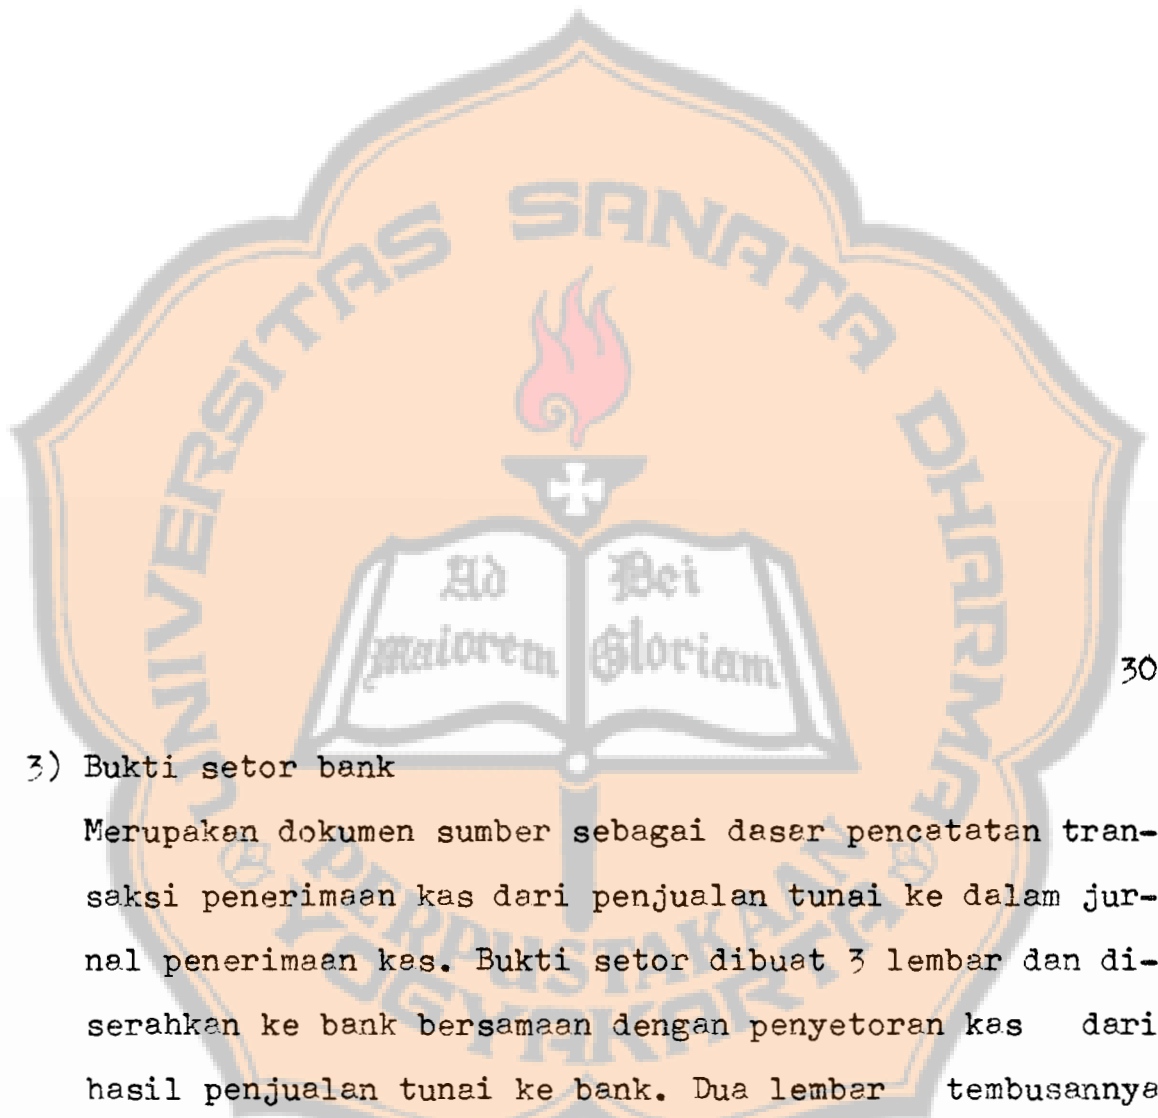 UNIVERSITAS SANATA DHARMA
Ad Dei
maiorem Gloriam
PERPUSTAKAAN
YOGYAKARTA
30
3) Bukti setor bank
Merupakan dokumen sumber sebagai dasar pencatatan tran-
saksi penerimaan kas dari penjualan tunai ke dalam jur-
nal penerimaan kas. Bukti setor dibuat 3 lembar dan di-
serahkan ke bank bersamaan dengan penyetoran kas dari
hasil penjualan tunai ke bank. Dua lembar tembusannya